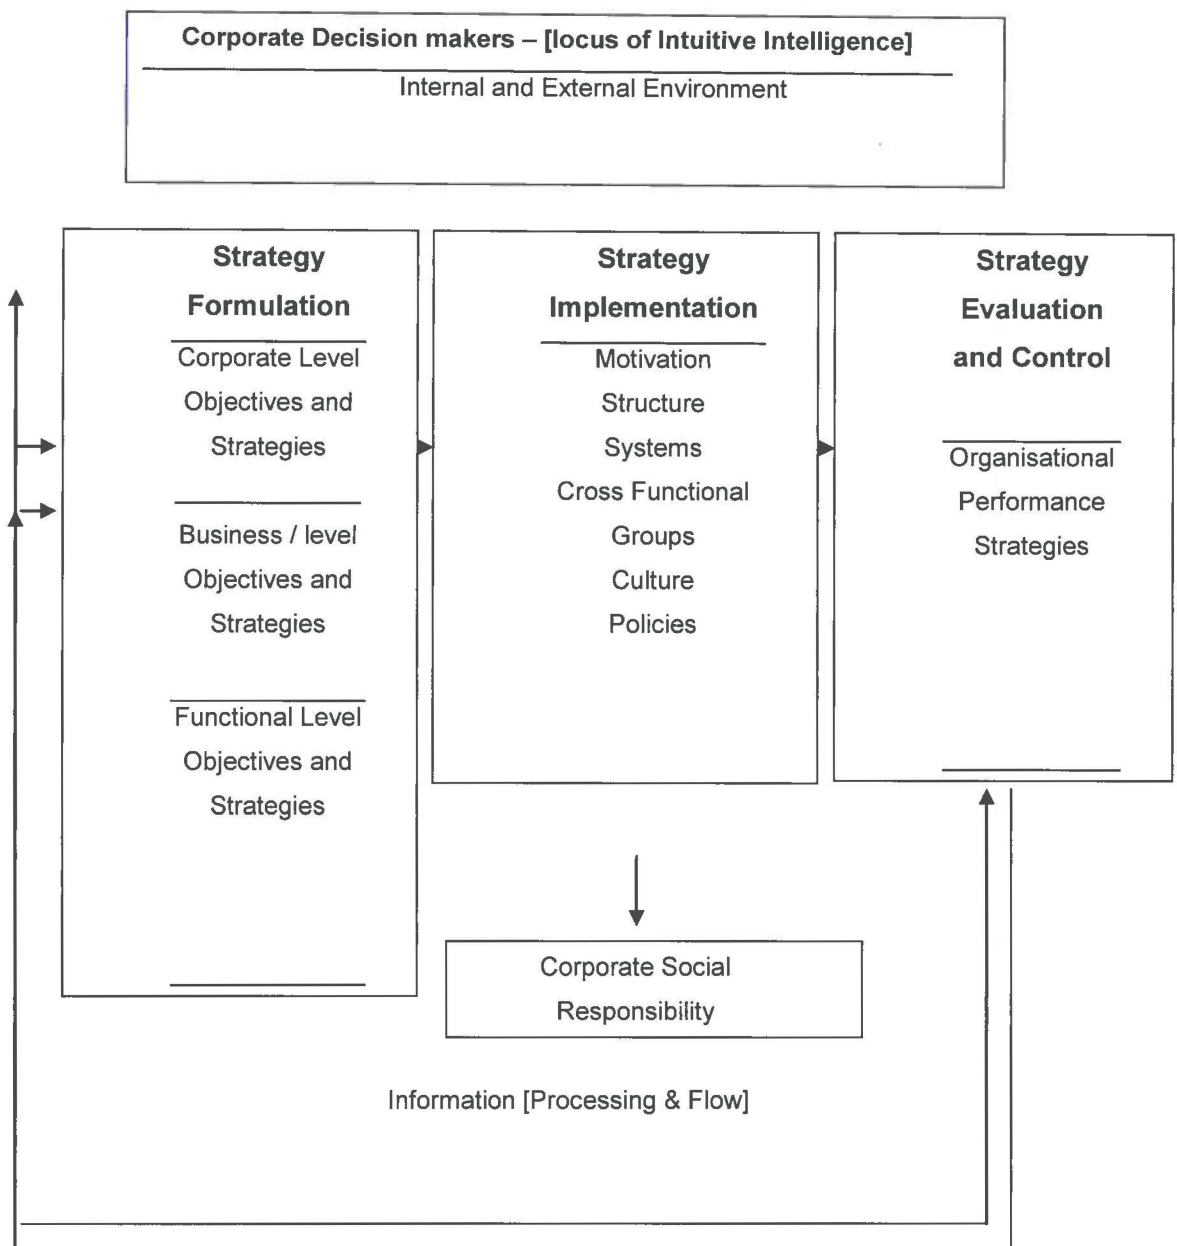 Corporate Decision makers – [locus of Intuitive Intelligence]
Internal and External Environment
Strategy
Formulation
Corporate Level
Objectives and
Strategies
Business / level
Objectives and
Strategies
Functional Level
Objectives and
Strategies
Strategy
Implementation
Motivation
Structure
Systems
Cross Functional
Groups
Culture
Policies
Strategy
Evaluation
and Control
Organisational
Performance
Strategies
Corporate Social
Responsibility
Information [Processing & Flow]